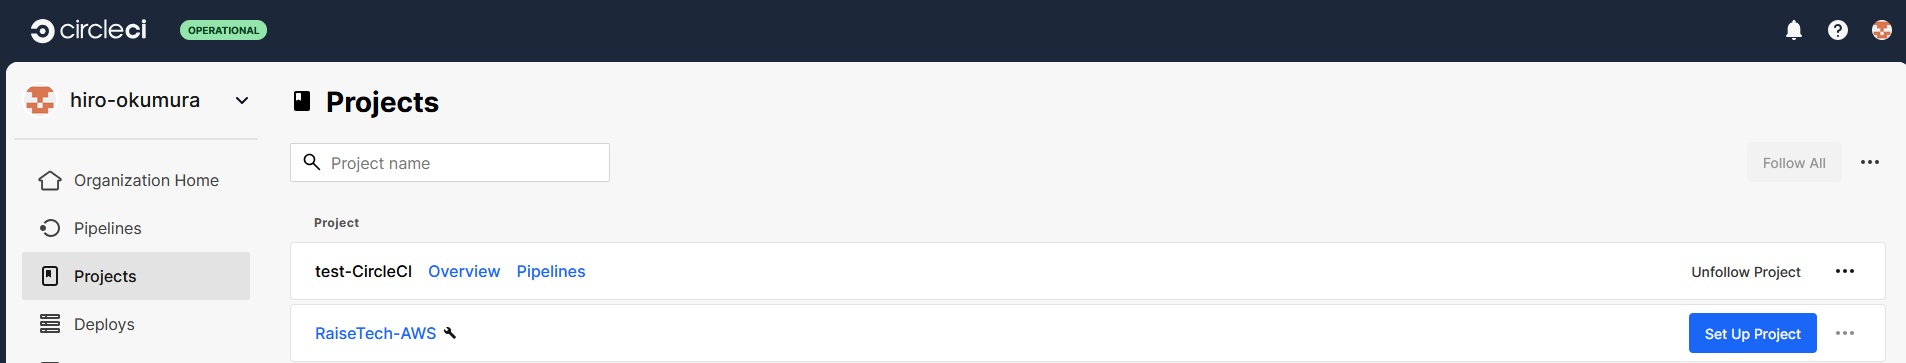 circleci OPERATIONAL
hiro-okumura
Projects
Project name
Follow All
Organization Home
Pipelines
Projects
Deploys
Project
test-CircleCI Overview Pipelines Unfollow Project
RaiseTech-AWS Set Up Project